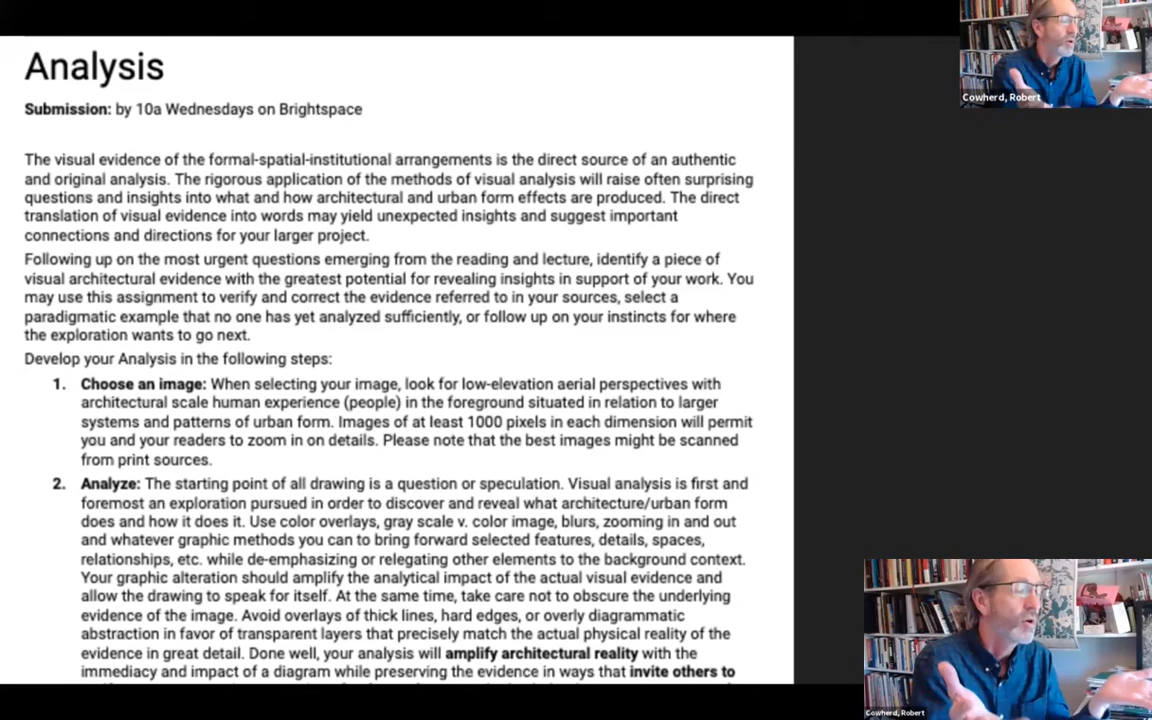 Analysis
Submission: by 10a Wednesdays on Brightspace
The visual evidence of the formal-spatial-institutional arrangements is the direct source of an authentic
and original analysis. The rigorous application of the methods of visual analysis will raise often surprising
questions and insights into what and how architectural and urban form effects are produced. The direct
translation of visual evidence into words may yield unexpected insights and suggest important
connections and directions for your larger project.
Following up on the most urgent questions emerging from the reading and lecture, identify a piece of
visual architectural evidence with the greatest potential for revealing insights in support of your work. You
may use this assignment to verify and correct the evidence referred to in your sources, select a
paradigmatic example that no one has yet analyzed sufficiently, or follow up on your instincts for where
the exploration wants to go next.
Develop your Analysis in the following steps:
1. Choose an image: When selecting your image, look for low-elevation aerial perspectives with
architectural scale human experience (people) in the foreground situated in relation to larger
systems and patterns of urban form. Images of at least 1000 pixels in each dimension will permit
you and your readers to zoom in on details. Please note that the best images might be scanned
from print sources.
2. Analyze: The starting point of all drawing is a question or speculation. Visual analysis is first and
foremost an exploration pursued in order to discover and reveal what architecture/urban form
does and how it does it. Use color overlays, gray scale v. color image, blurs, zooming in and out
and whatever graphic methods you can to bring forward selected features, details, spaces,
relationships, etc. while de-emphasizing or relegating other elements to the background context.
Your graphic alteration should amplify the analytical impact of the actual visual evidence and
allow the drawing to speak for itself. At the same time, take care not to obscure the underlying
evidence of the image. Avoid overlays of thick lines, hard edges, or overly diagrammatic
abstraction in favor of transparent layers that precisely match the actual physical reality of the
evidence in great detail. Done well, your analysis will amplify architectural reality with the
immediacy and impact of a diagram while preserving the evidence in ways that invite others to
Cowherd, Robert
Cowherd, Robert